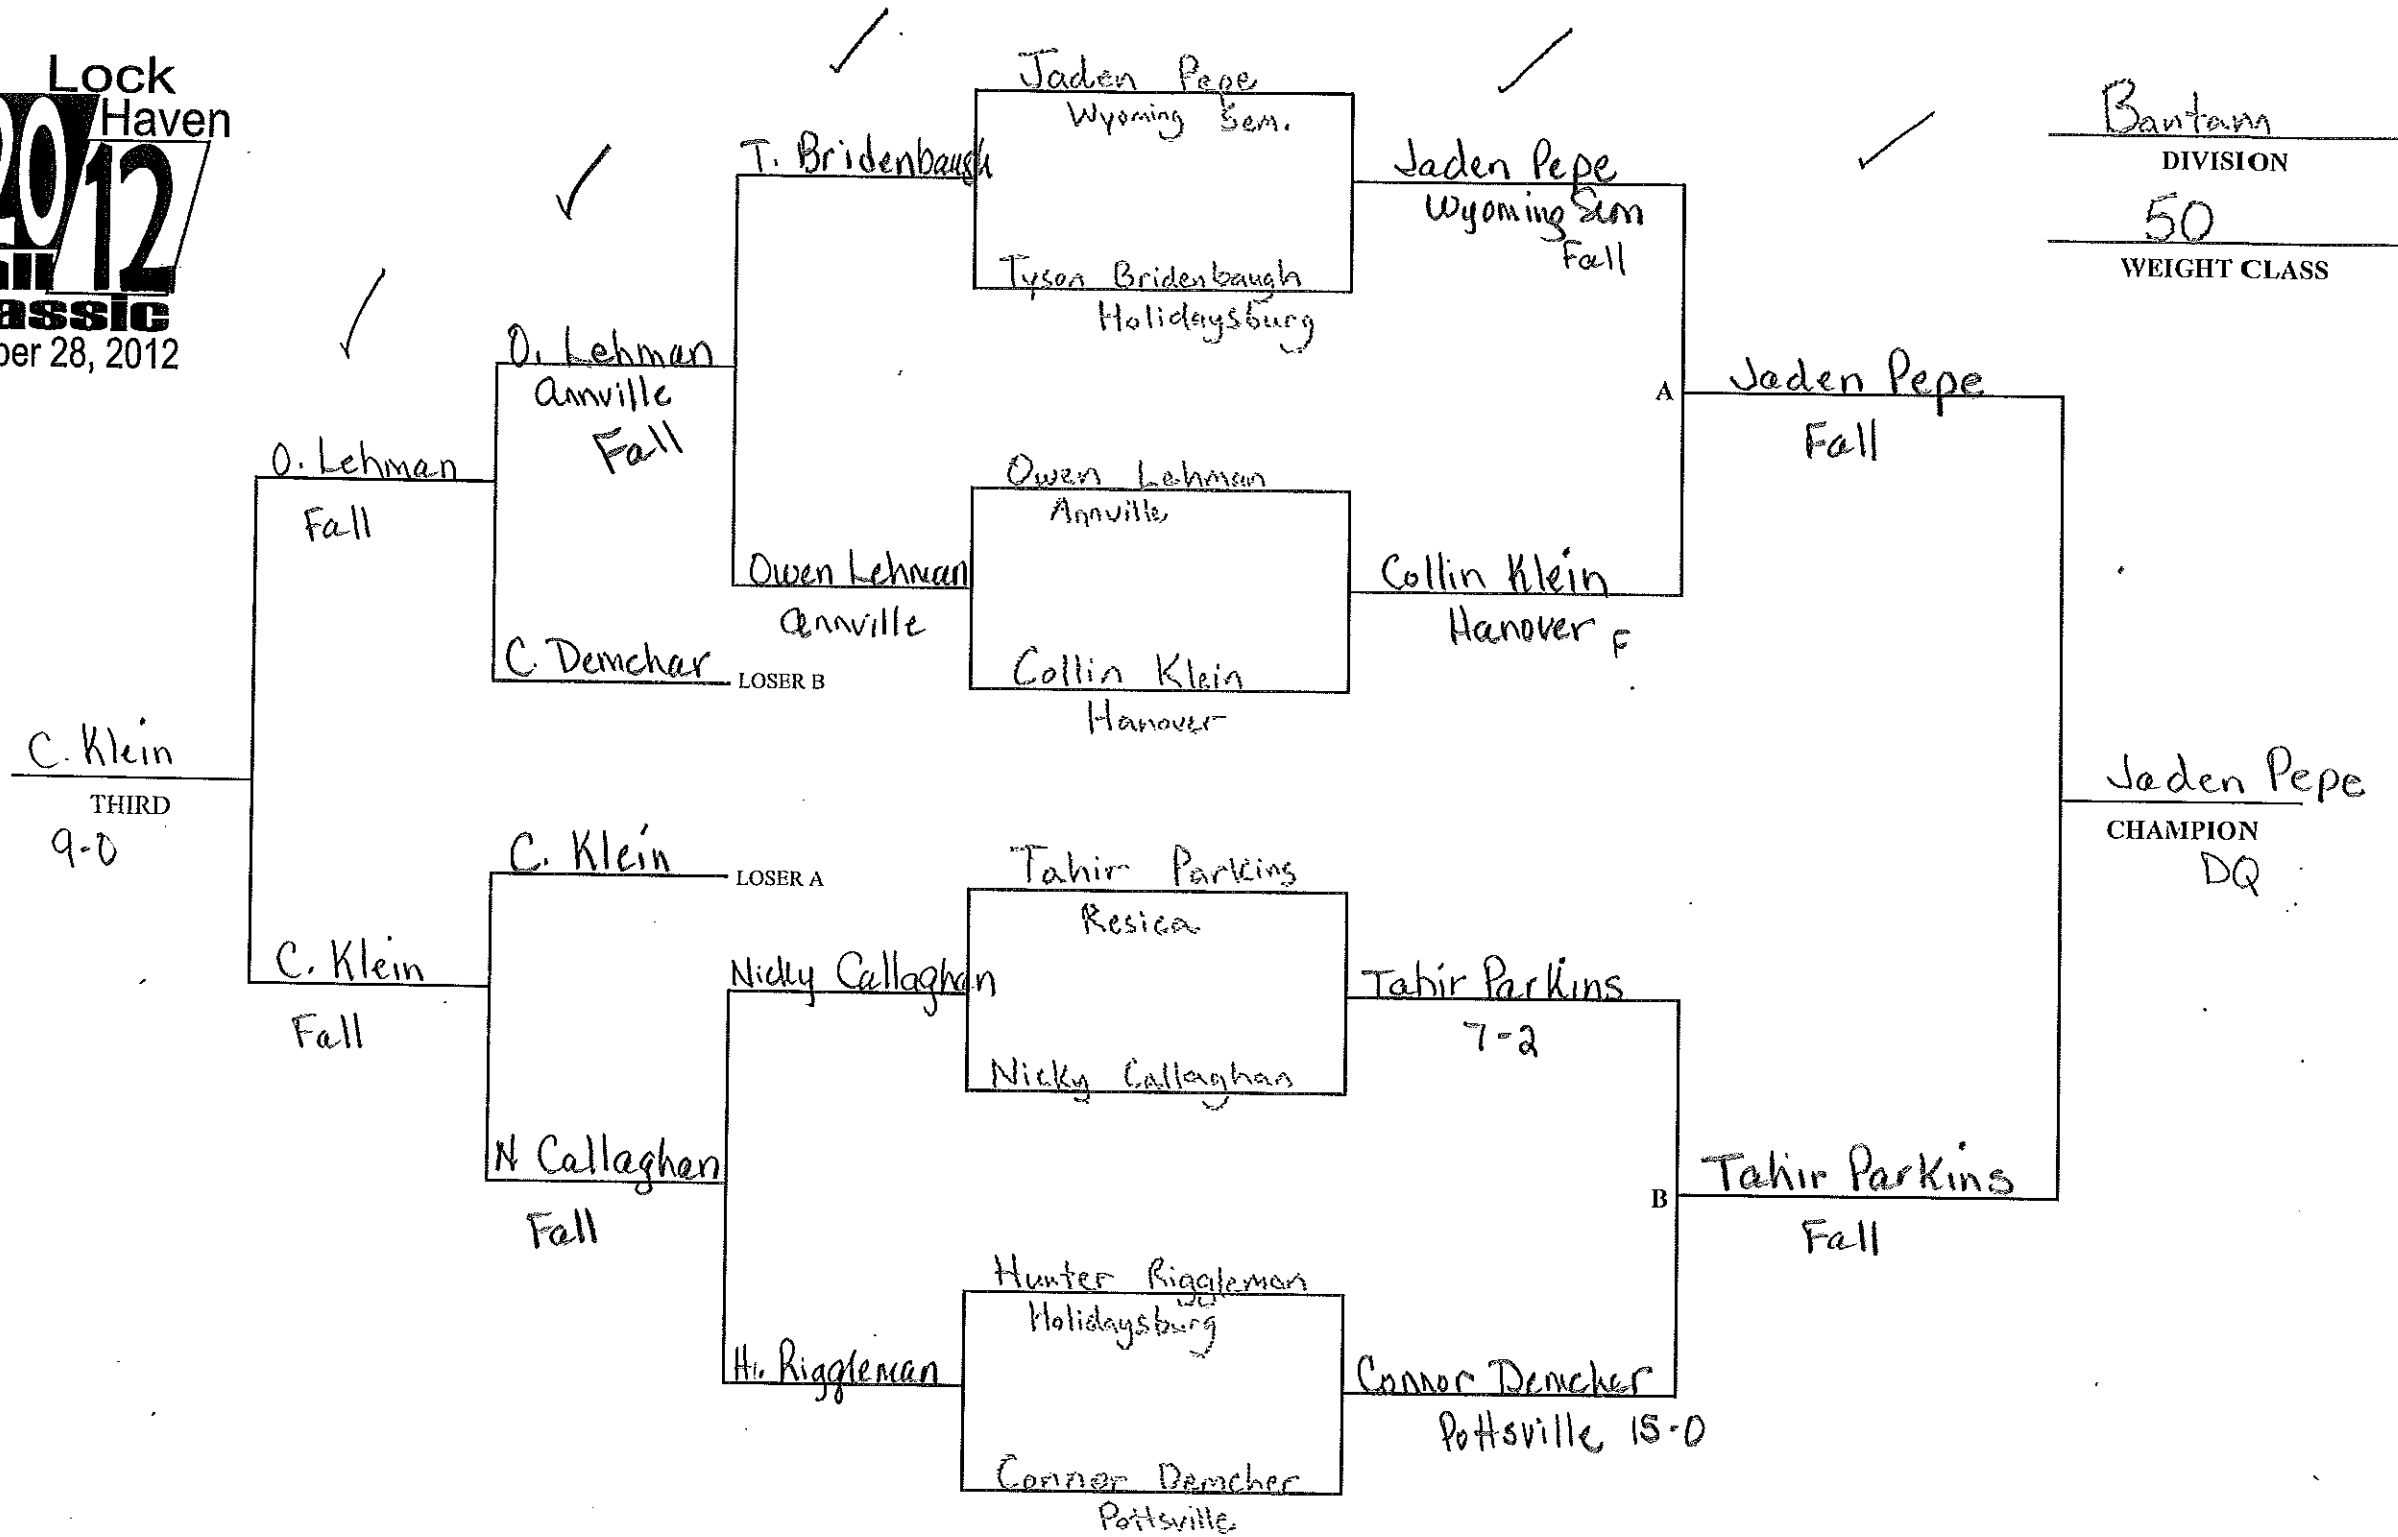 Lock
Haven
2012
all
assic
ber 28, 2012
Bantam
DIVISION
50
WEIGHT CLASS
Jaden Pepe
Wyoming Sem.
T. Bridenbaugh
Tyson Bridenbaugh
Holidaysburg
Jaden Pepe
Wyoming Sem
Fall
O. Lehman
Annville
Fall
Owen Lehman
Annville
Owen Lehman
Annville
Collin Klein
Hanover
Collin Klein
Hanover F
A
Jaden Pepe
Fall
O. Lehman
Fall
C. Demchar
LOSER B
C. Klein
THIRD
9-0
C. Klein
LOSER A
C. Klein
Fall
Tahir Parkins
Resica
Nicky Callaghan
Nicky Callaghan
Tahir Parkins
7-2
N Callaghan
Fall
Hunter Riggleman
Holidaysburg
H. Riggleman
Connor Demcher
Pottsville
Connor Demcher
Pottsville 15-0
B
Tahir Parkins
Fall
Jaden Pepe
CHAMPION
DQ